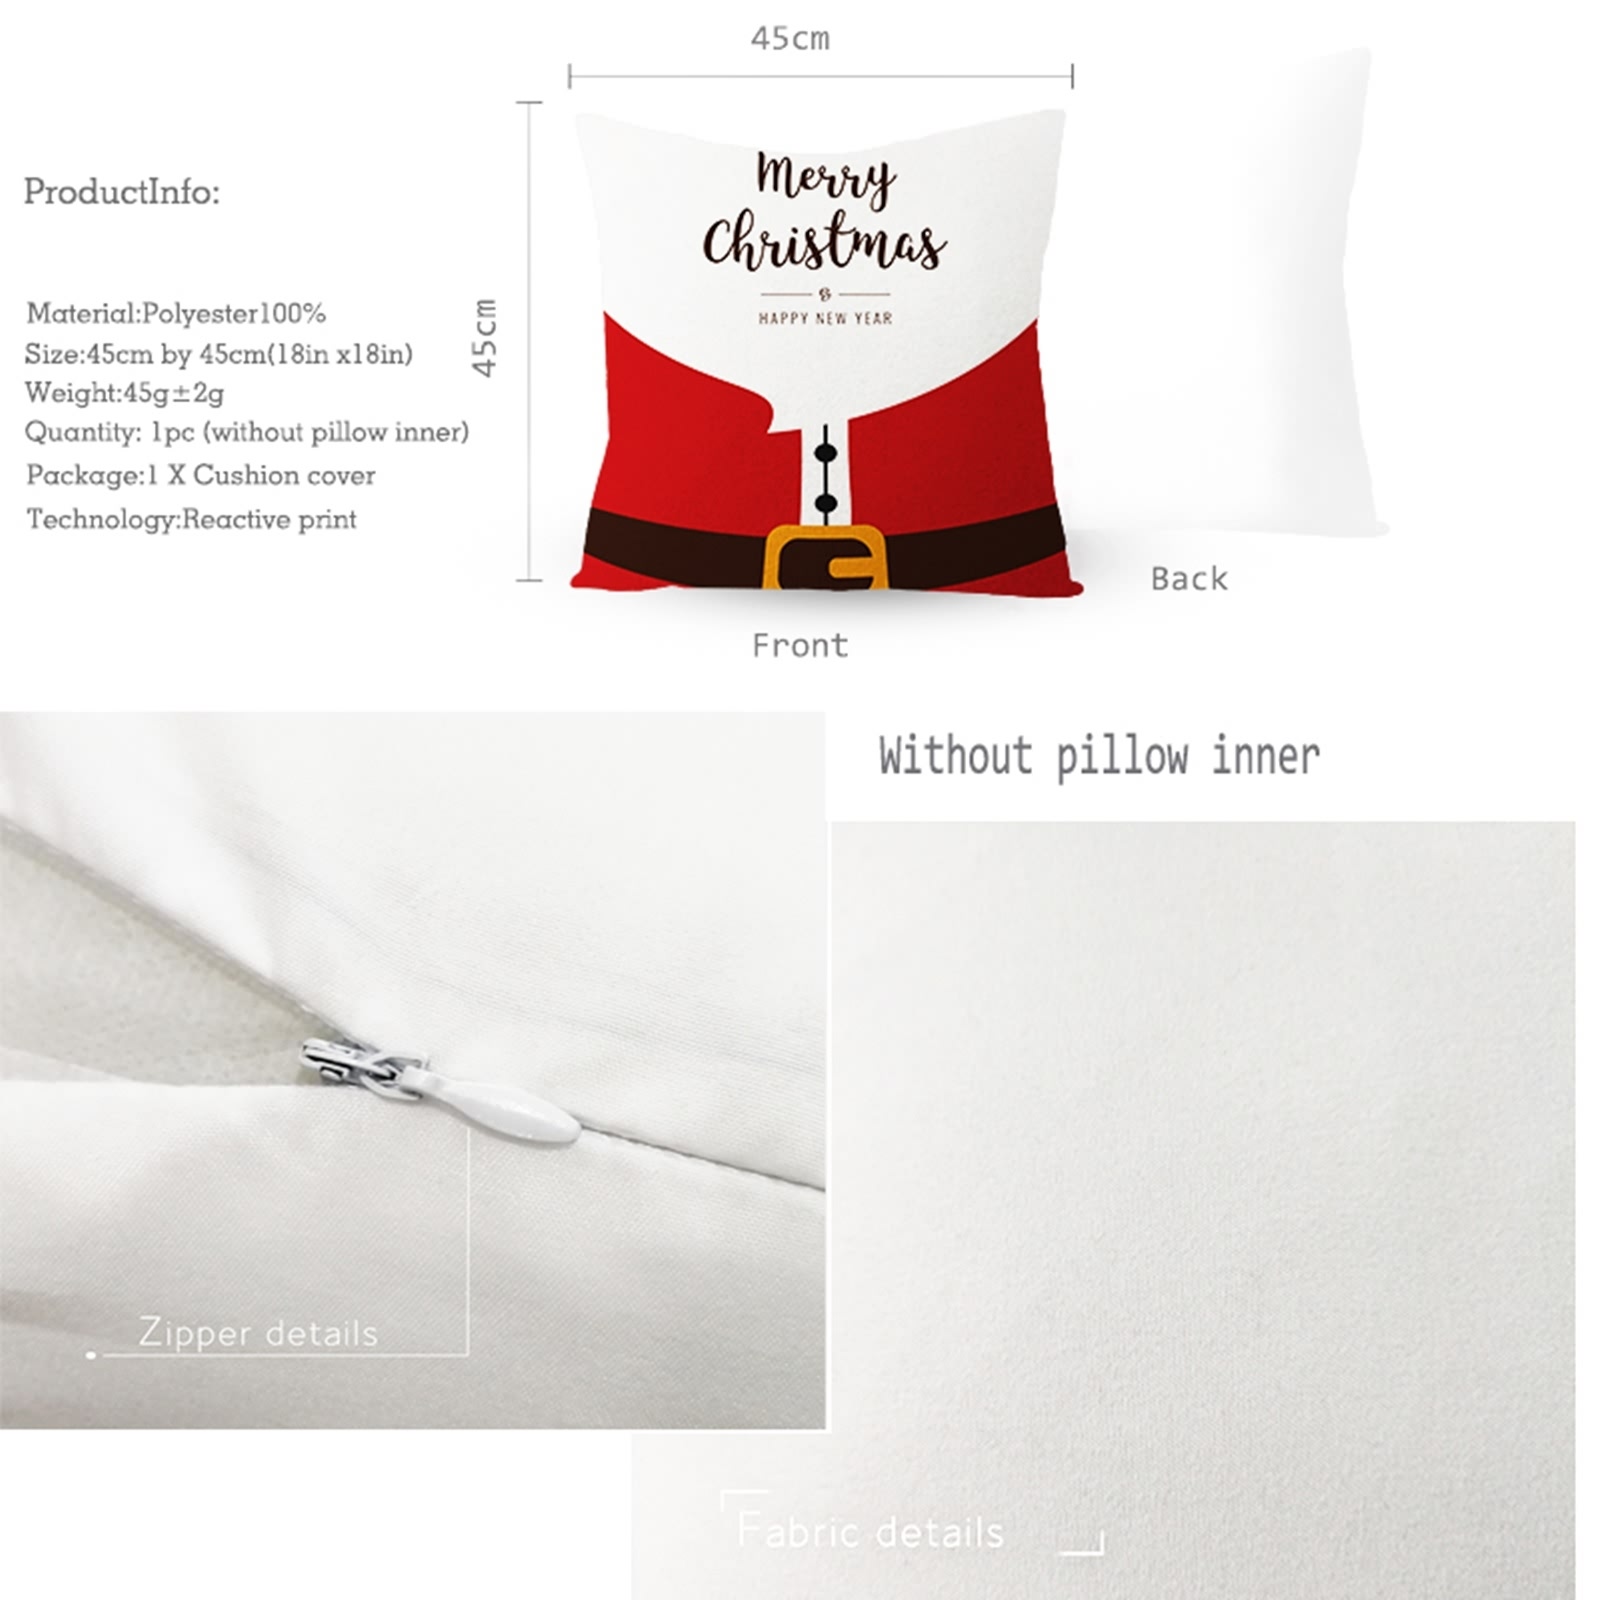 45cm
ProductInfo:
Material:Polyester100%
Size:45cm by 45cm(18in x18in)
Weight:45g±2g
Quantity: 1pc (without pillow inner)
Package:1 X Cushion cover
Technology:Reactive print
45cm
Merry
Christmas
&
HAPPY NEW YEAR
Back
Front
Without pillow inner
Zipper details
Fabric details